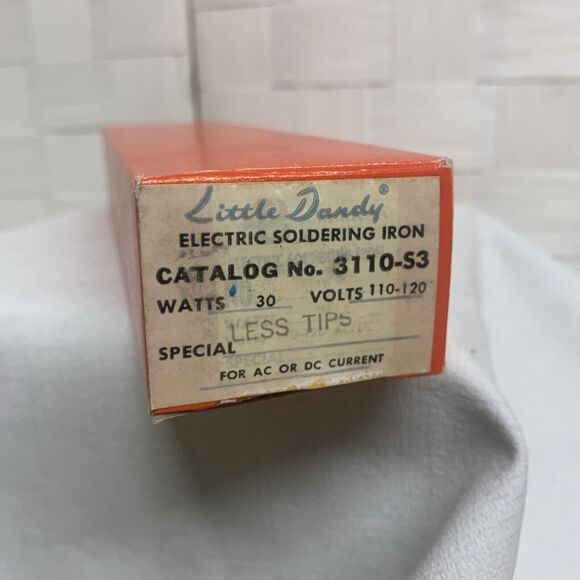 Little Dandy®
ELECTRIC SOLDERING IRON
CATALOG No. 3110-S3
WATTS 30 VOLTS 110-120
SPECIAL LESS TIPS
FOR AC OR DC CURRENT